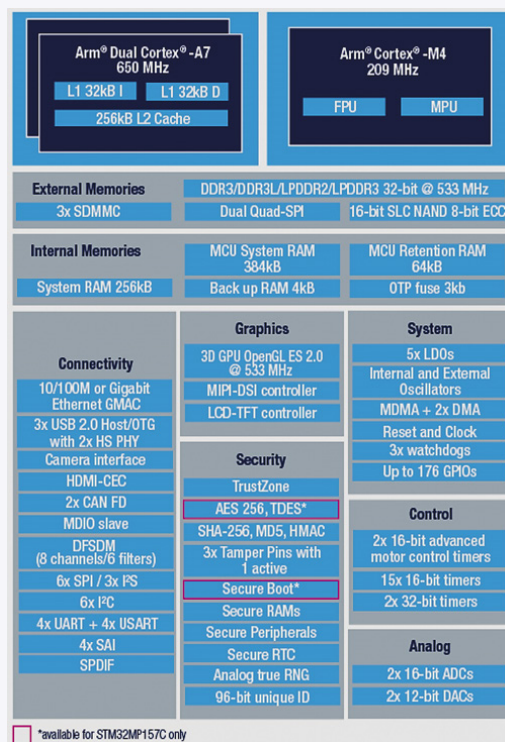 Arm® Dual Cortex®-A7
650 MHz
L1 32kB I
L1 32kB D
256kB L2 Cache
Arm® Cortex®-M4
209 MHz
FPU
MPU
External Memories
DDR3/DDR3L/LPDDR2/LPDDR3 32-bit @ 533 MHz
3x SDMMC
Dual Quad-SPI
16-bit SLC NAND 8-bit ECC
Internal Memories
MCU System RAM
384kB
MCU Retention RAM
64kB
System RAM 256kB
Back up RAM 4kB
OTP fuse 3kb
Connectivity
10/100M or Gigabit
Ethernet GMAC
3x USB 2.0 Host/OTG
with 2x HS PHY
Camera interface
HDMI-CEC
2x CAN FD
MDIO slave
DFSDM
(8 channels/6 filters)
6x SPI / 3x I²S
6x I²C
4x UART + 4x USART
4x SAI
SPDIF
Graphics
3D GPU OpenGL ES 2.0
@ 533 MHz
MIPI-DSI controller
LCD-TFT controller
Security
TrustZone
AES 256, TDES*
SHA-256, MD5, HMAC
3x Tamper Pins with
1 active
Secure Boot*
Secure RAMs
Secure Peripherals
Secure RTC
Analog true RNG
96-bit unique ID
System
5x LDOs
Internal and External
Oscillators
MDMA + 2x DMA
Reset and Clock
3x watchdogs
Up to 176 GPIOs
Control
2x 16-bit advanced
motor control timers
15x 16-bit timers
2x 32-bit timers
Analog
2x 16-bit ADCs
2x 12-bit DACs
*available for STM32MP157C only